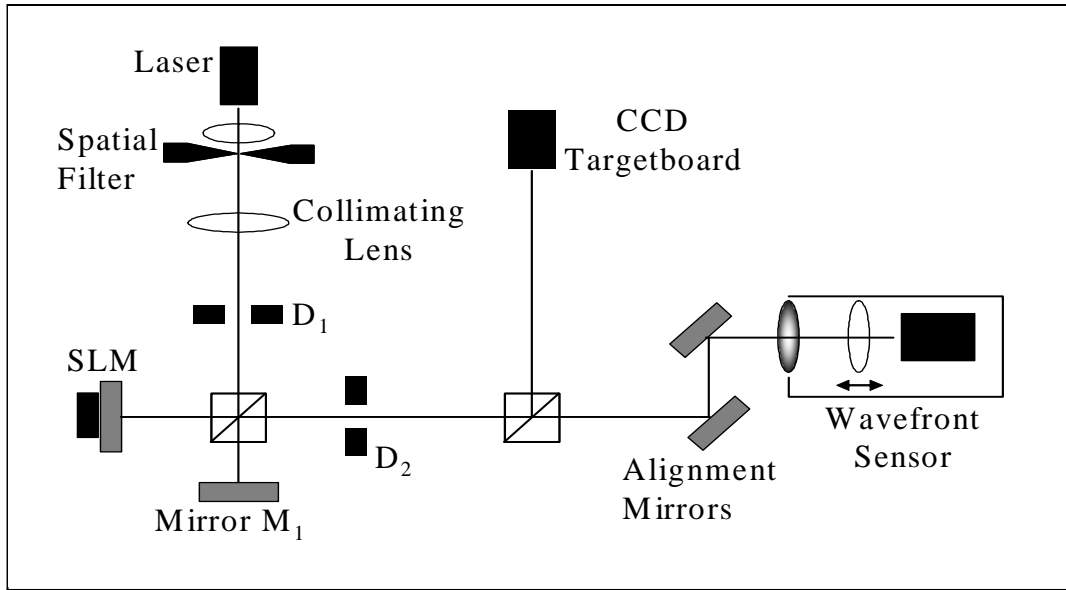 Laser
Spatial
Filter
CCD
Targetboard
Collimating
Lens
D1
SLM
D2
Mirror M1
Alignment
Mirrors
Wavefront
Sensor